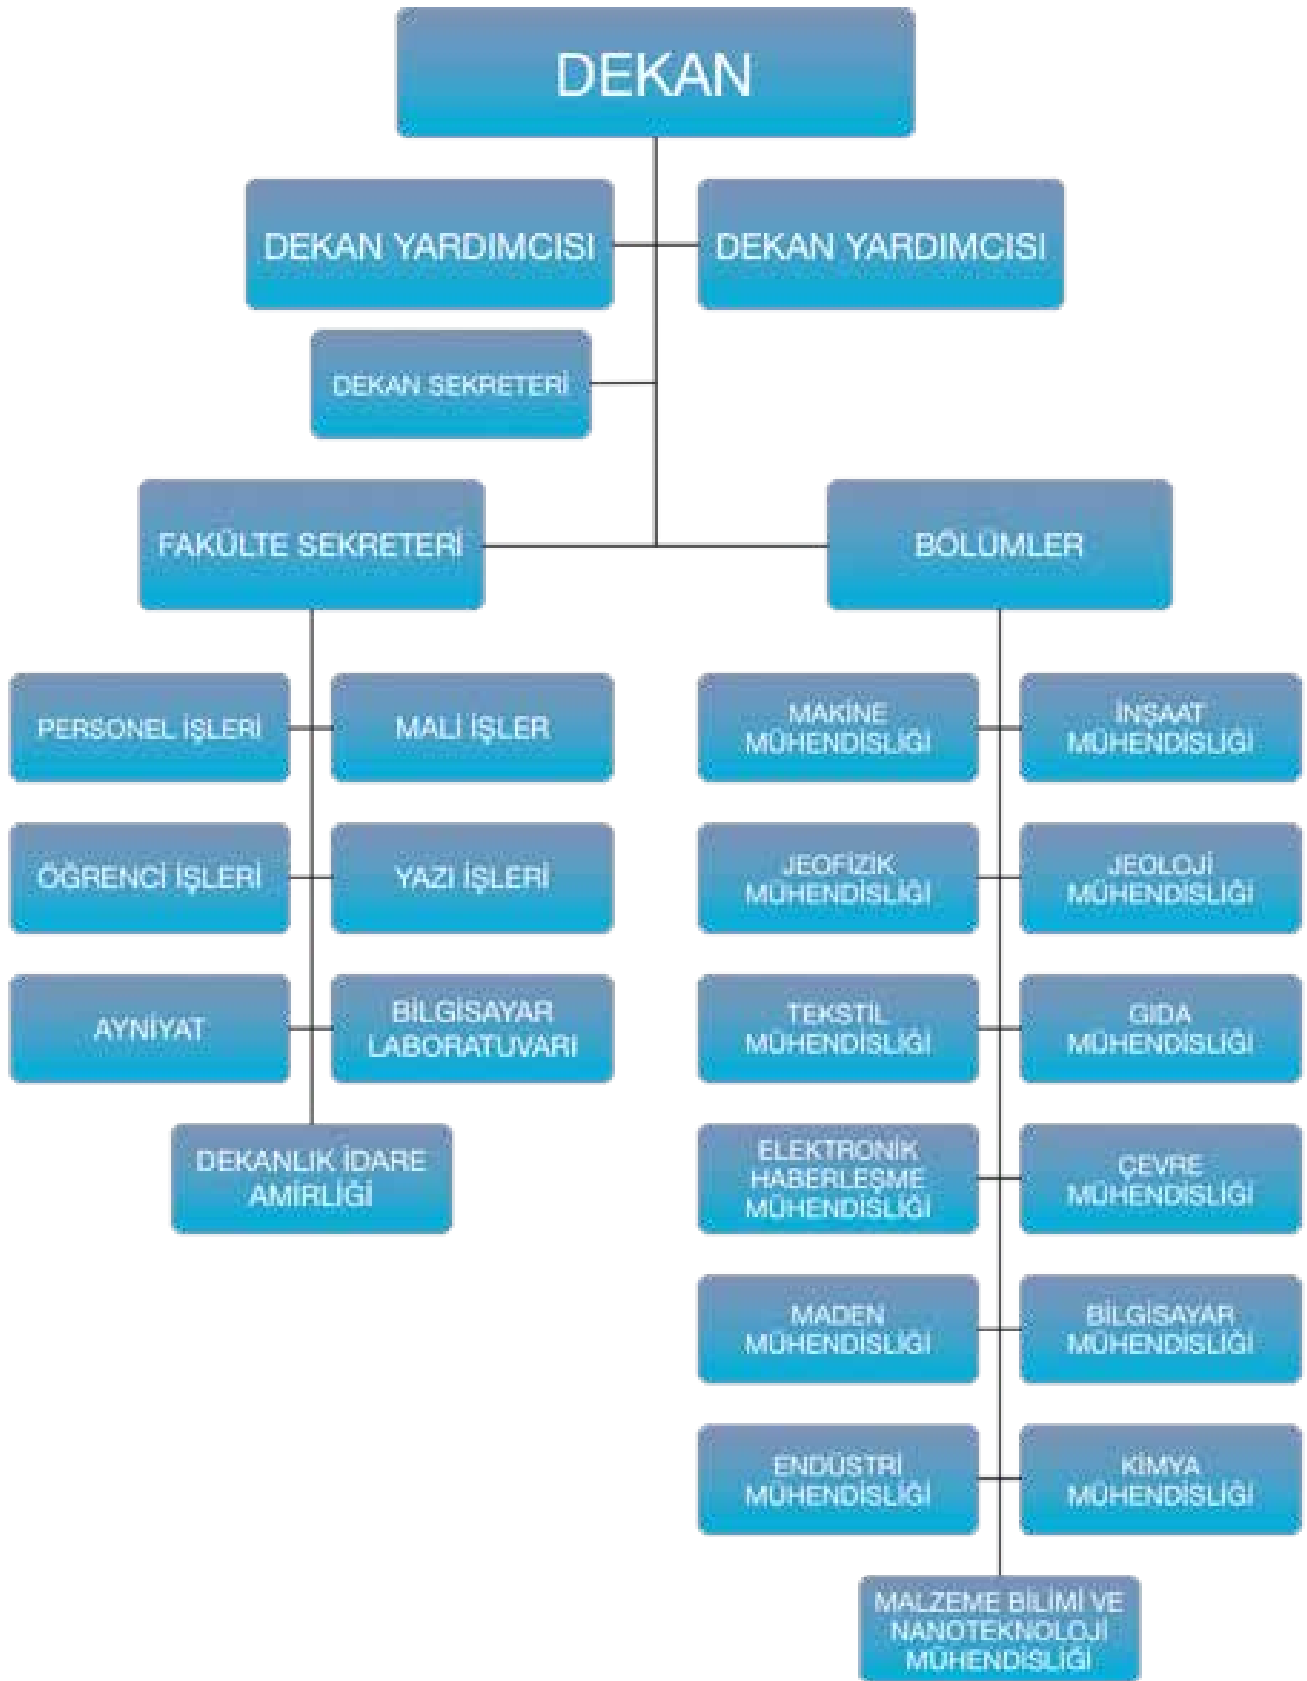 DEKAN
DEKAN YARDIMCISI
DEKAN YARDIMCISI
DEKAN SEKRETERİ
FAKÜLTE SEKRETERİ
BÖLÜMLER
PERSONEL İŞLERİ
MALİ İŞLER
ÖĞRENCİ İŞLERİ
YAZI İŞLERİ
AYNİYAT
BİLGİSAYAR
LABORATUVARI
DEKANLIK İDARE
AMİRLİĞİ
MAKİNE
MÜHENDİSLİĞİ
İNŞAAT
MÜHENDİSLİĞİ
JEOFİZİK
MÜHENDİSLİĞİ
JEOLOJİ
MÜHENDİSLİĞİ
TEKSTİL
MÜHENDİSLİĞİ
GIDA
MÜHENDİSLİĞİ
ELEKTRONİK
HABERLEŞME
MÜHENDİSLİĞİ
ÇEVRE
MÜHENDİSLİĞİ
MADEN
MÜHENDİSLİĞİ
BİLGİSAYAR
MÜHENDİSLİĞİ
ENDÜSTRİ
MÜHENDİSLİĞİ
KİMYA
MÜHENDİSLİĞİ
MALZEME BİLİMİ VE
NANOTEKNOLOJİ
MÜHENDİSLİĞİ